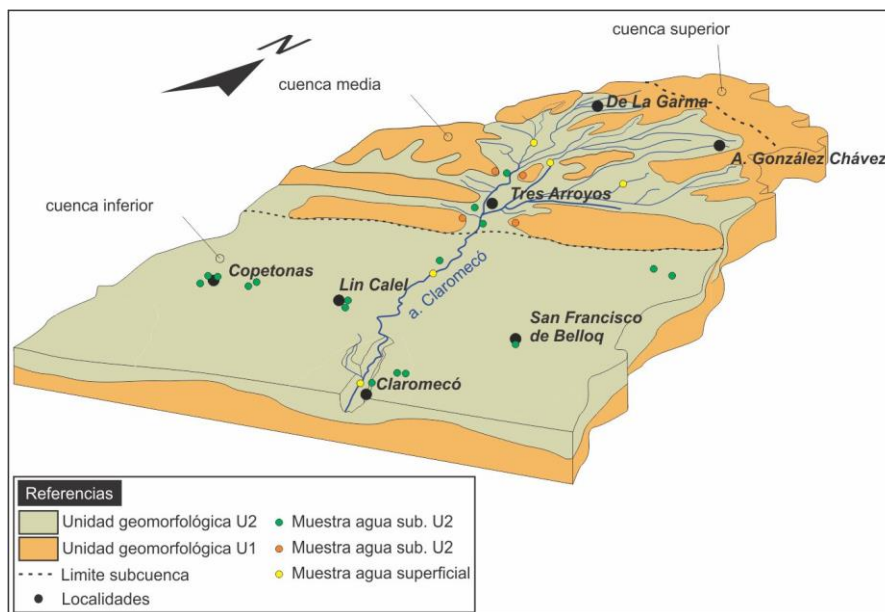 cuenca superior
N
cuenca media
De La Garma
A. González Chávez
Tres Arroyos
cuenca inferior
Copetonas
Lin Calel
a. Claromecó
San Francisco
de Belloq
Claromecó
Referencias
Unidad geomorfológica U2
Muestra agua sub. U2
Unidad geomorfológica U1
Muestra agua sub. U2
Limite subcuenca
Muestra agua superficial
Localidades